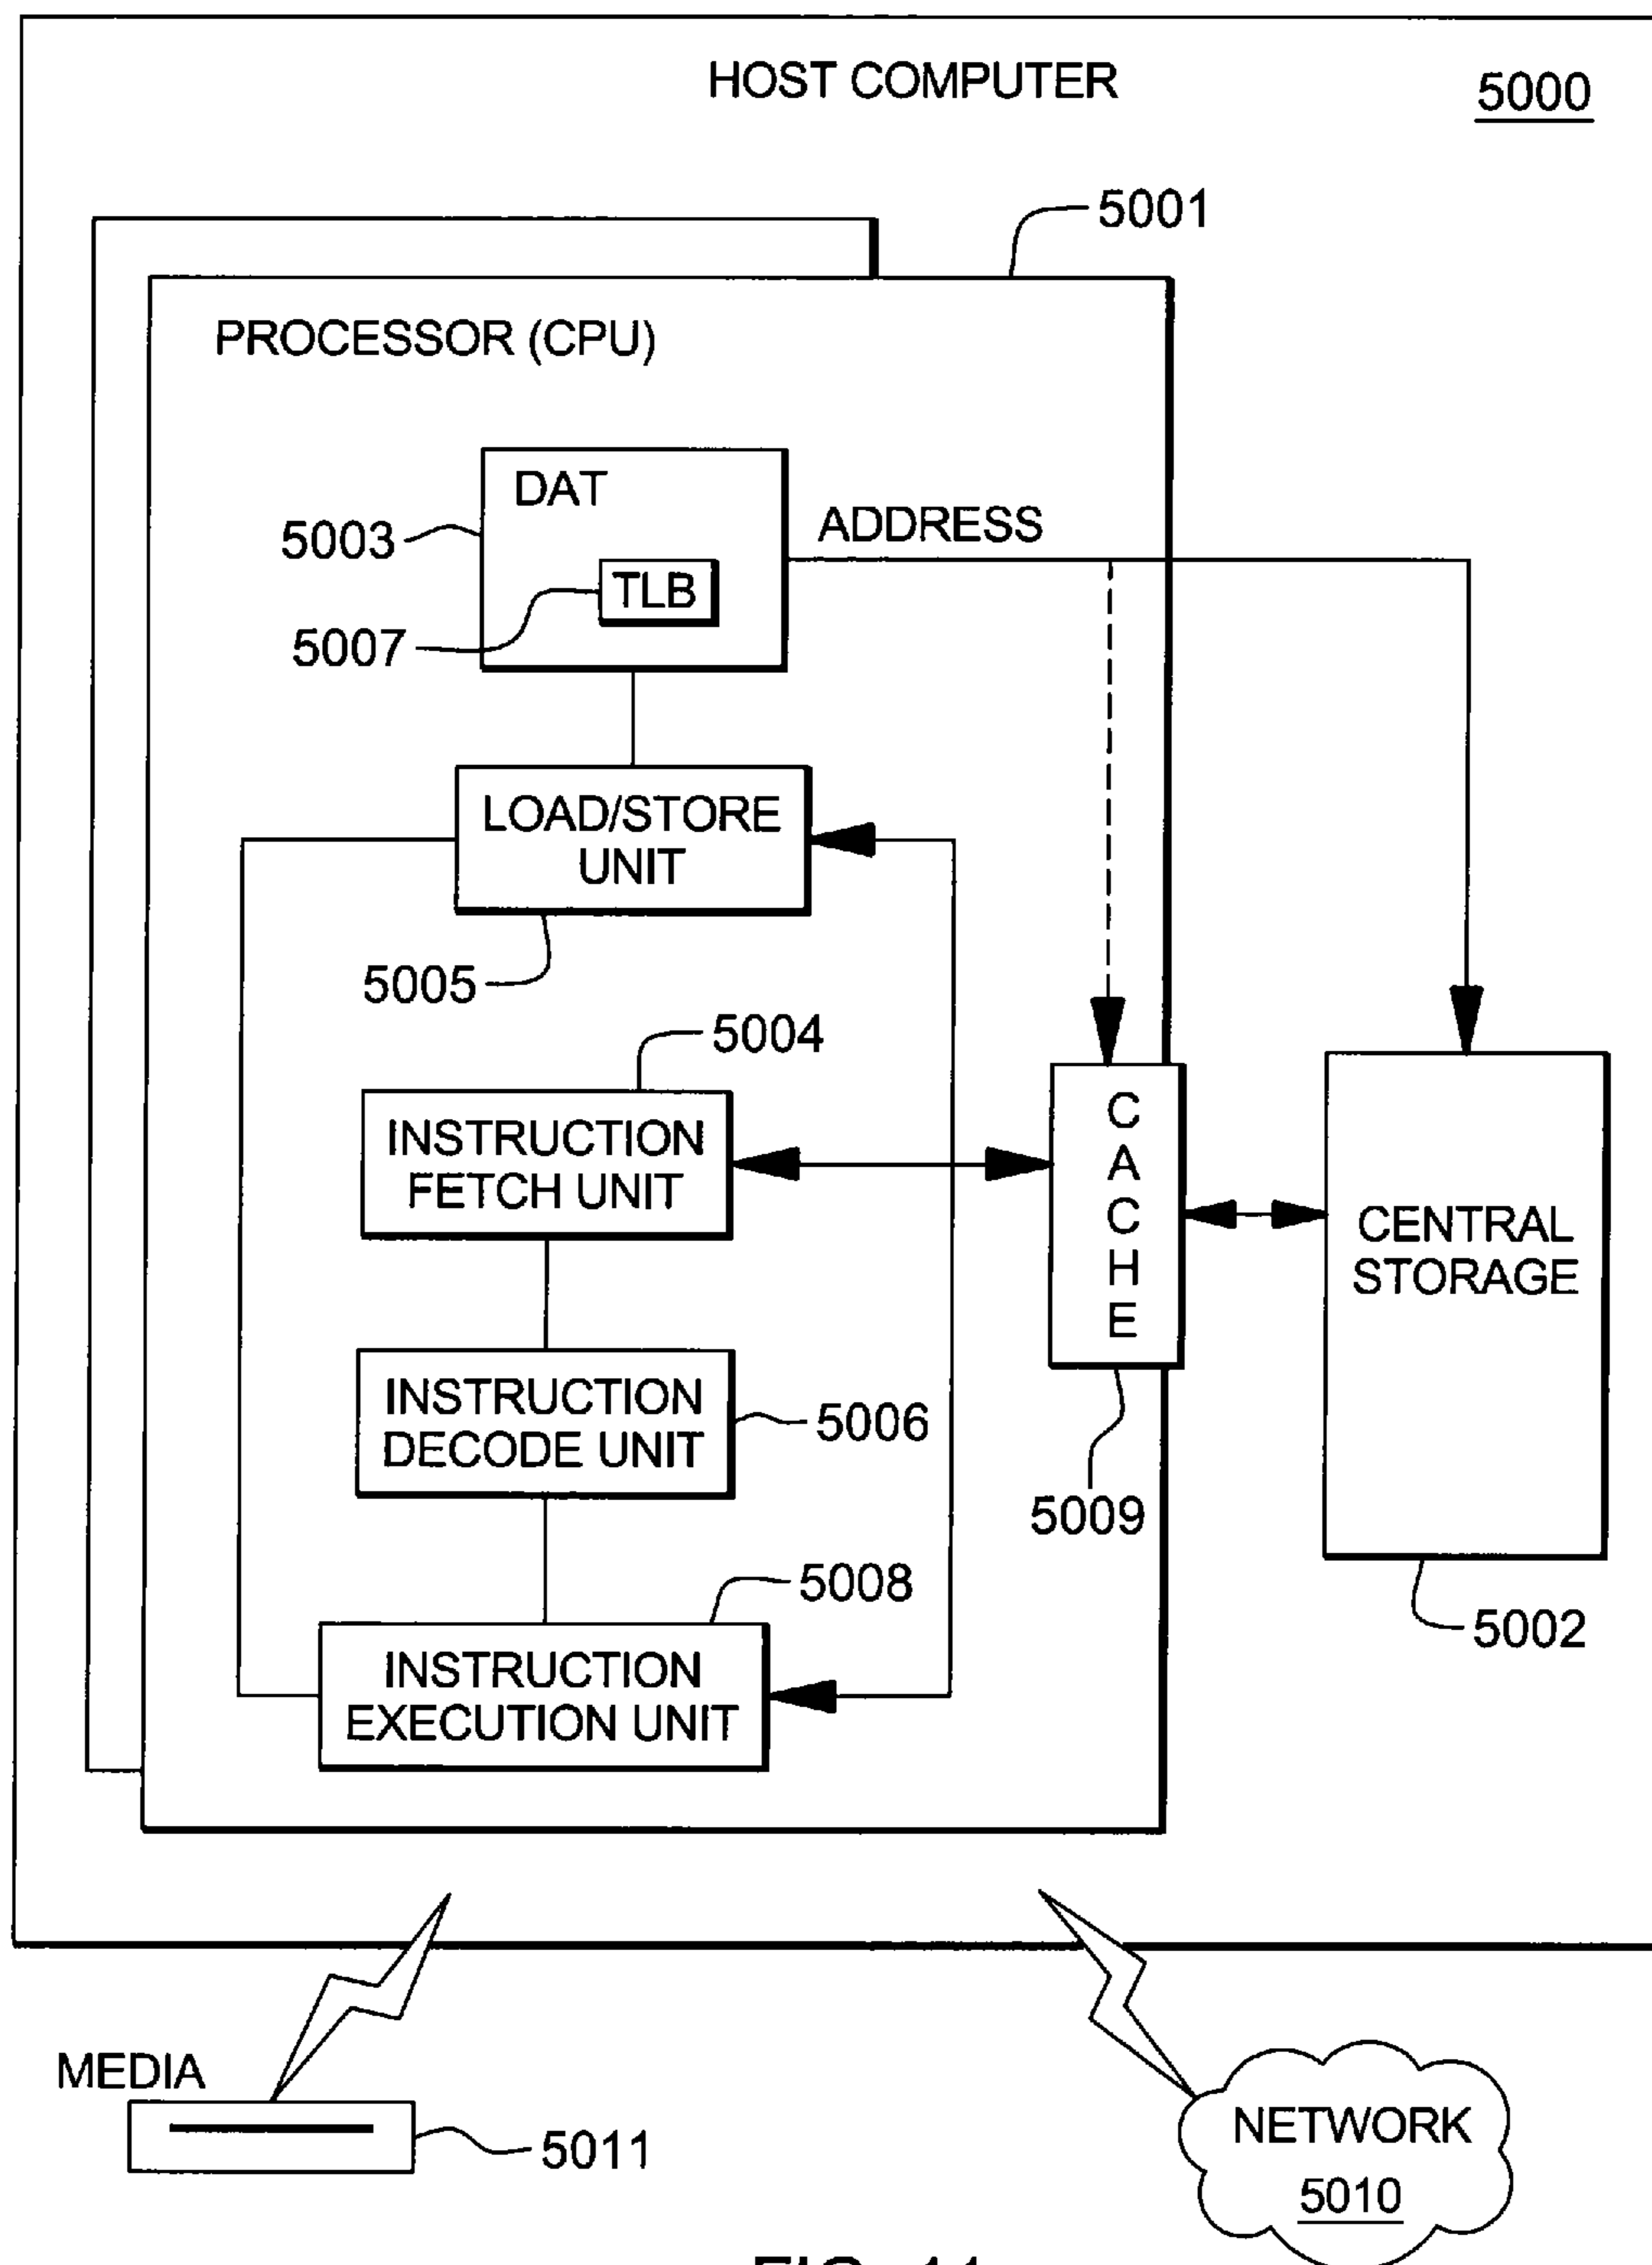 HOST COMPUTER
5000
5001
PROCESSOR (CPU)
DAT
5003
ADDRESS
TLB
5007
LOAD/STORE
UNIT
5005
5004
INSTRUCTION
FETCH UNIT
CACHE
CENTRAL
STORAGE
INSTRUCTION
DECODE UNIT
5006
5009
5008
5002
INSTRUCTION
EXECUTION UNIT
MEDIA
5011
NETWORK
5010